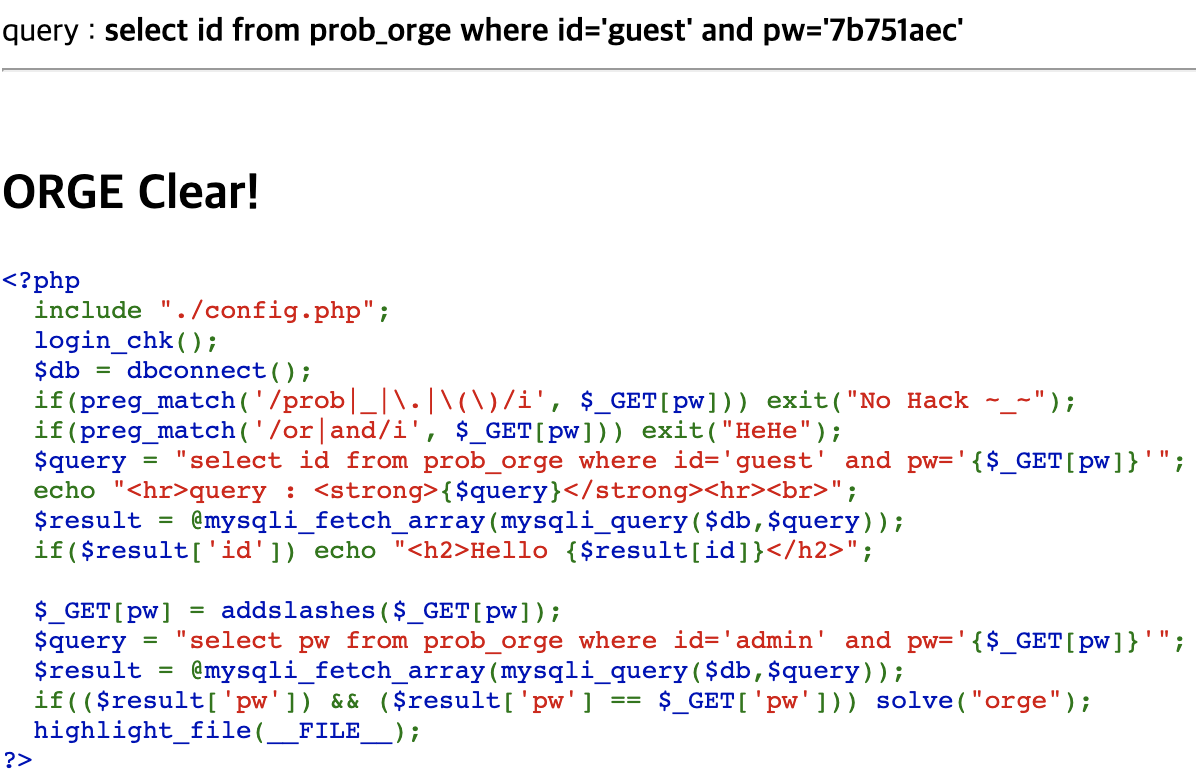 query : select id from prob_orge where id='guest' and pw='7b751aec'
ORGE Clear!
<?php
  include "./config.php";
  login_chk();
  $db = dbconnect();
  if(preg_match('/prob|_|\.|\(\)/i', $_GET[pw])) exit("No Hack ~_~");
  if(preg_match('/or|and/i', $_GET[pw])) exit("HeHe");
  $query = "select id from prob_orge where id='guest' and pw='{$_GET[pw]}'";
  echo "<hr>query : <strong>{$query}</strong><hr><br>";
  $result = @mysqli_fetch_array(mysqli_query($db,$query));
  if($result['id']) echo "<h2>Hello {$result[id]}</h2>";
  $_GET[pw] = addslashes($_GET[pw]);
  $query = "select pw from prob_orge where id='admin' and pw='{$_GET[pw]}'";
  $result = @mysqli_fetch_array(mysqli_query($db,$query));
  if(($result['pw']) && ($result['pw'] == $_GET['pw'])) solve("orge");
  highlight_file(__FILE__);
?>